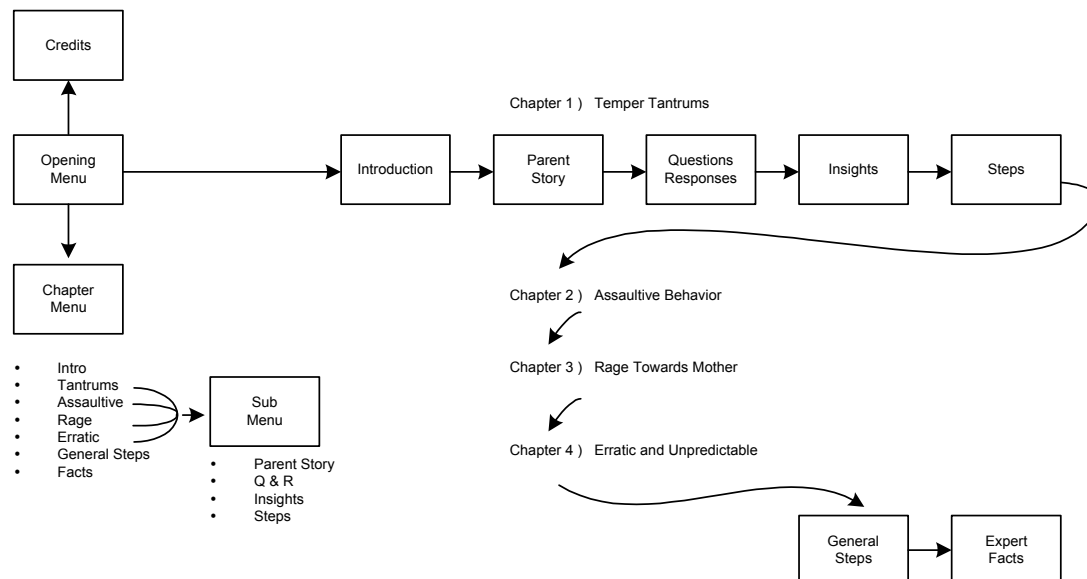 Credits
Chapter 1 ) Temper Tantrums
Opening
Menu
Introduction
Parent
Story
Questions
Responses
Insights
Steps
Chapter
Menu
Chapter 2 ) Assaultive Behavior
Chapter 3 ) Rage Towards Mother
Chapter 4 ) Erratic and Unpredictable
• Intro
• Tantrums
• Assaultive
• Rage
• Erratic
• General Steps
• Facts
Sub
Menu
• Parent Story
• Q & R
• Insights
• Steps
General
Steps
Expert
Facts